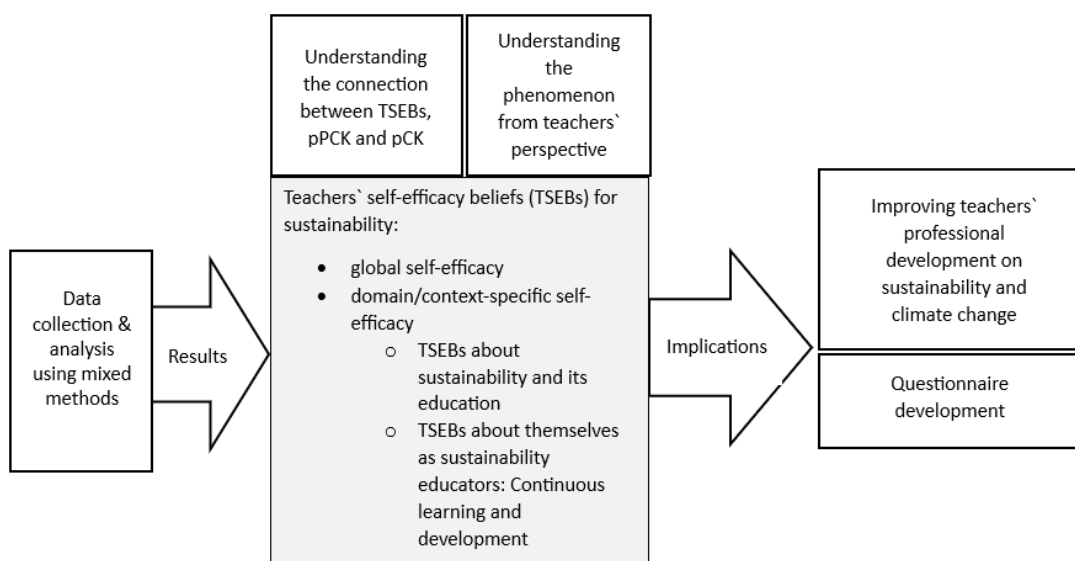 Understanding
the connection
between TSEBs,
pPCK and pCK
Understanding
the
phenomenon
from teachers`
perspective
Data
collection &
analysis
using mixed
methods
Results
Teachers` self-efficacy beliefs (TSEBs) for
sustainability:
• global self-efficacy
• domain/context-specific self-
efficacy
o TSEBs about
sustainability and its
education
o TSEBs about themselves
as sustainability
educators: Continuous
learning and
development
Implications
Improving teachers`
professional
development on
sustainability and
climate change
Questionnaire
development